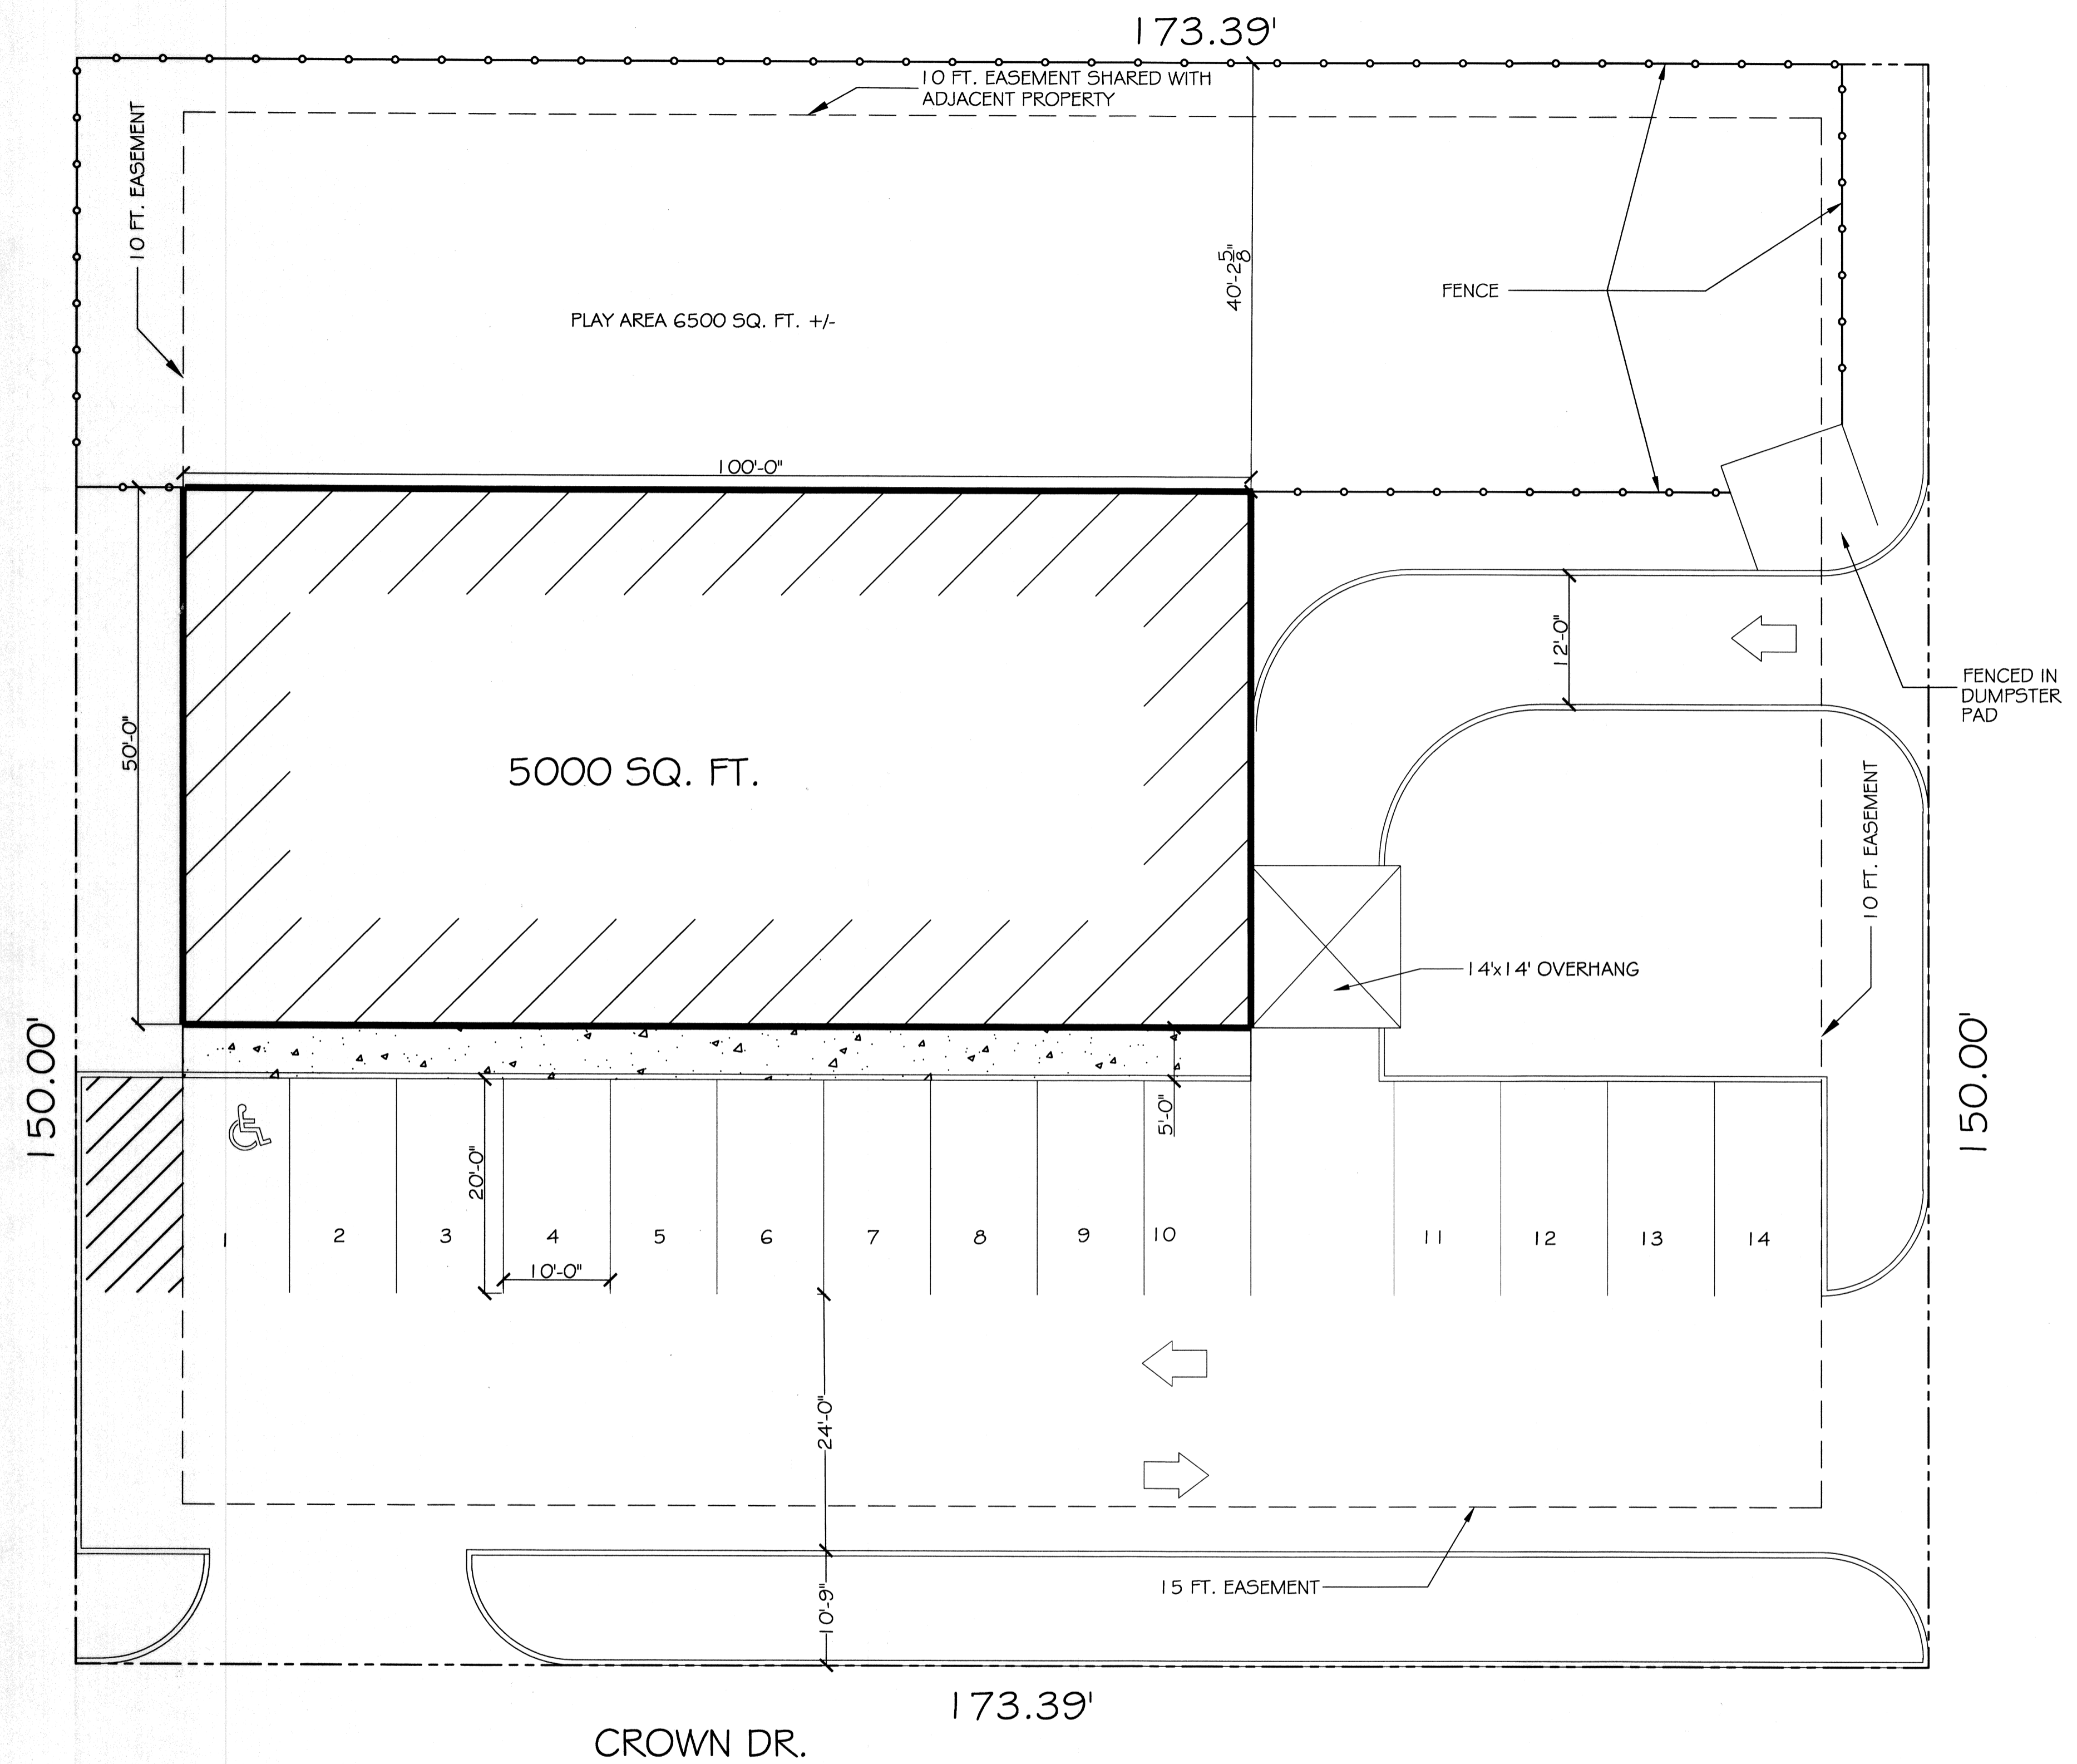 173.39'
10 FT. EASEMENT SHARED WITH
ADJACENT PROPERTY
10 FT. EASEMENT
40'-2 5/8"
FENCE
PLAY AREA 6500 SQ. FT. +/-
100'-0"
12'-0"
FENCED IN
DUMPSTER
PAD
50'-0"
5000 SQ. FT.
10 FT. EASEMENT
14'x14' OVERHANG
150.00'
150.00'
5'-0"
20'-0"
1 2 3 4 5 6 7 8 9 10 11 12 13 14
10'-0"
24'-0"
15 FT. EASEMENT
10'-9"
173.39'
CROWN DR.